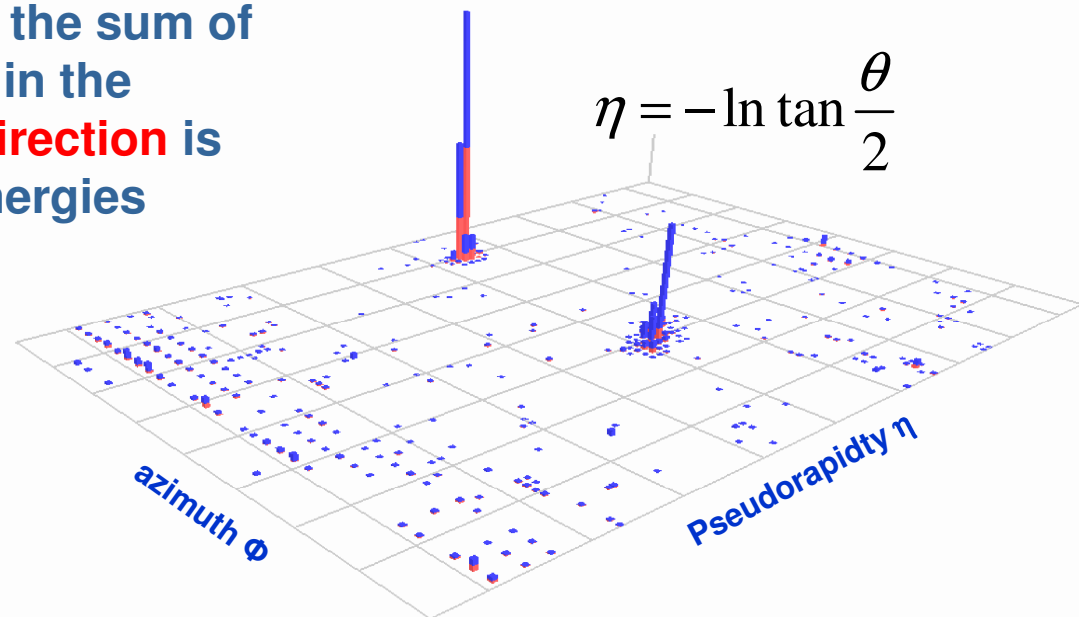 the sum of
in the
irection is
nergies
η = − ln tan θ/2
azimuth Φ
Pseudorapidty η